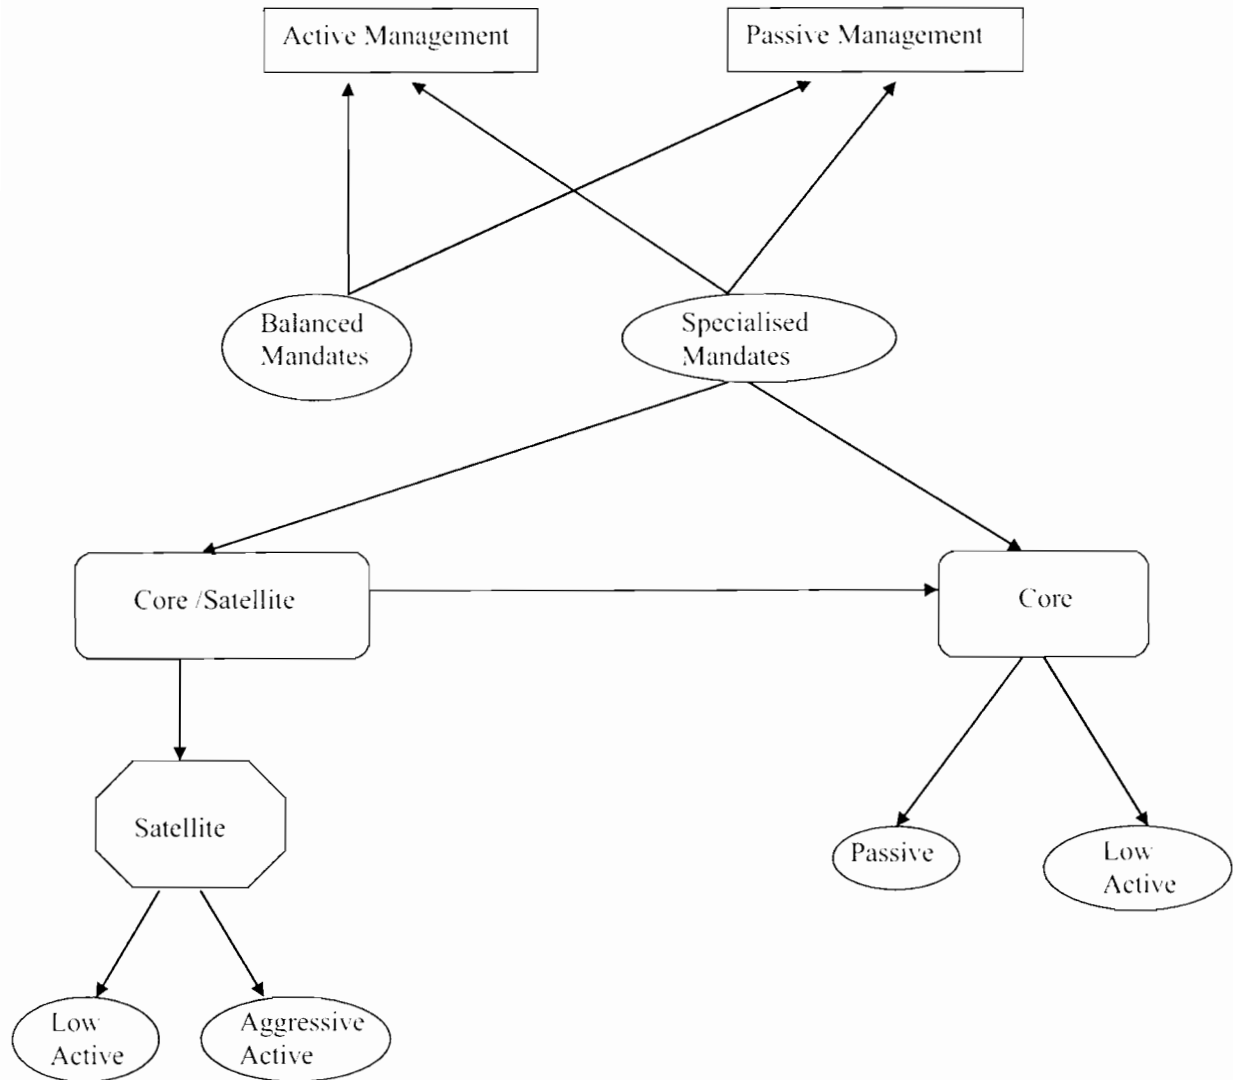 Active Management
Passive Management
Balanced
Mandates
Specialised
Mandates
Core /Satellite
Core
Satellite
Passive
Low
Active
Low
Active
Aggressive
Active